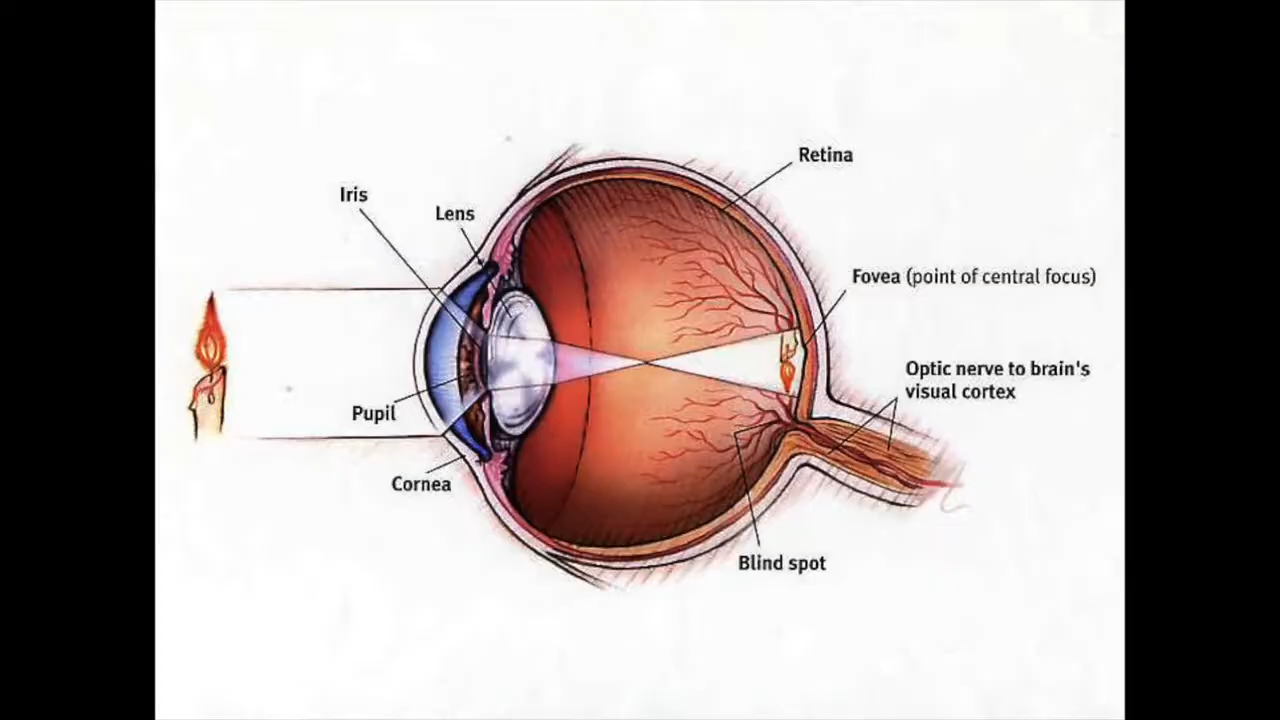 Retina
Iris
Lens
Fovea (point of central focus)
Optic nerve to brain's
visual cortex
Pupil
Cornea
Blind spot